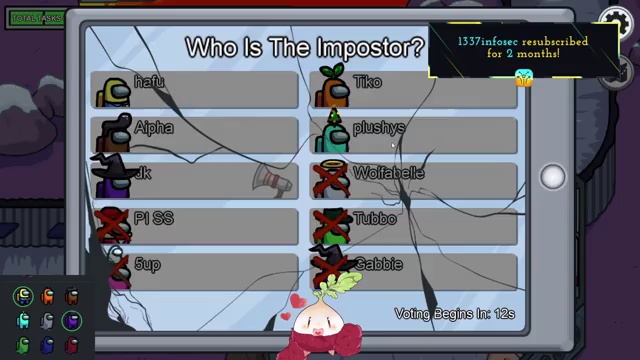 TOTAL TASKS
1337infosec resubscribed
for 2 months!
Who Is The Impostor?
hafu
Tiko
Aipha
plushys
jk
Wolfabelle
PI SS
Tubbo
5up
Gabbie
Voting Begins In: 12s